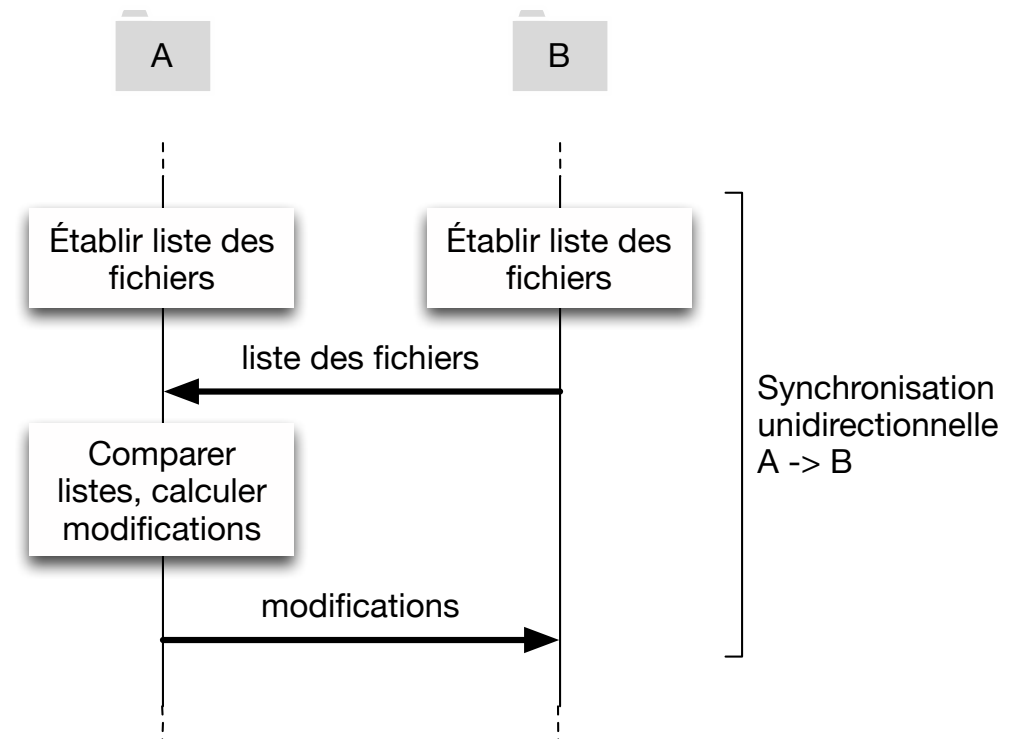 A
B
Établir liste des
fichiers
Établir liste des
fichiers
liste des fichiers
Comparer
listes, calculer
modifications
modifications
Synchronisation
unidirectionnelle
A -> B